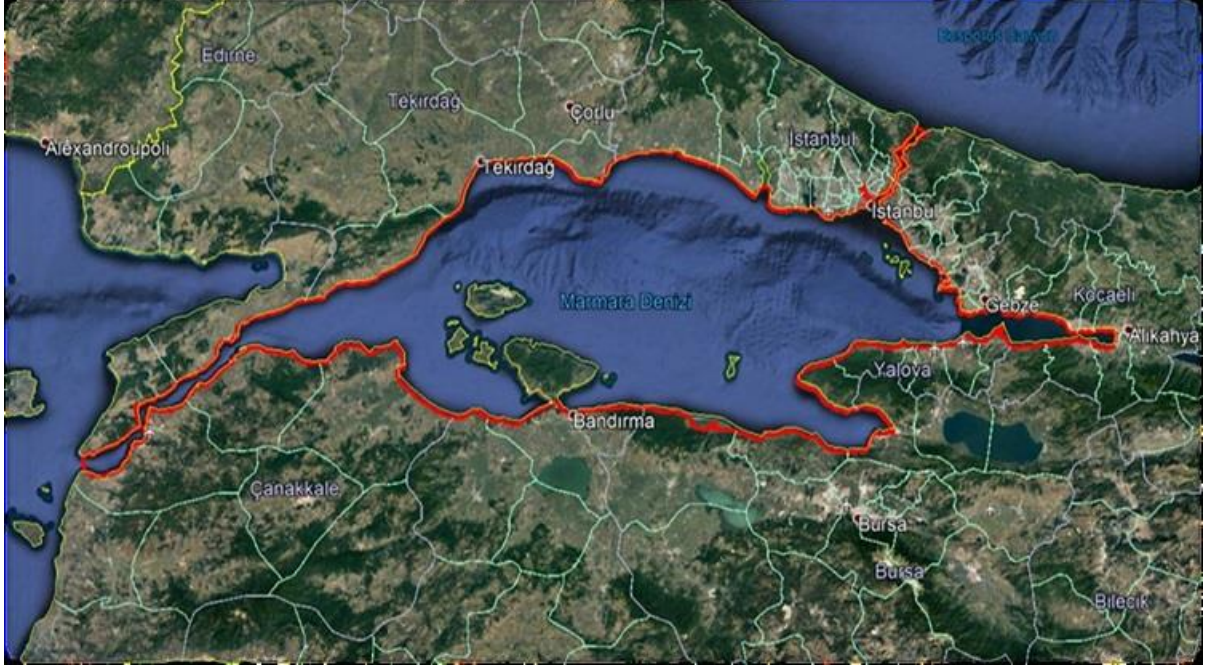 Edirne
Tekirdağ
Çorlu
İstanbul
Alexandroupoli
Tekirdağ
İstanbul
Marmara Denizi
Gebze
Kocaeli
Alikahya
Yalova
Bandırma
Çanakkale
Bursa
Bursa
Bilecik